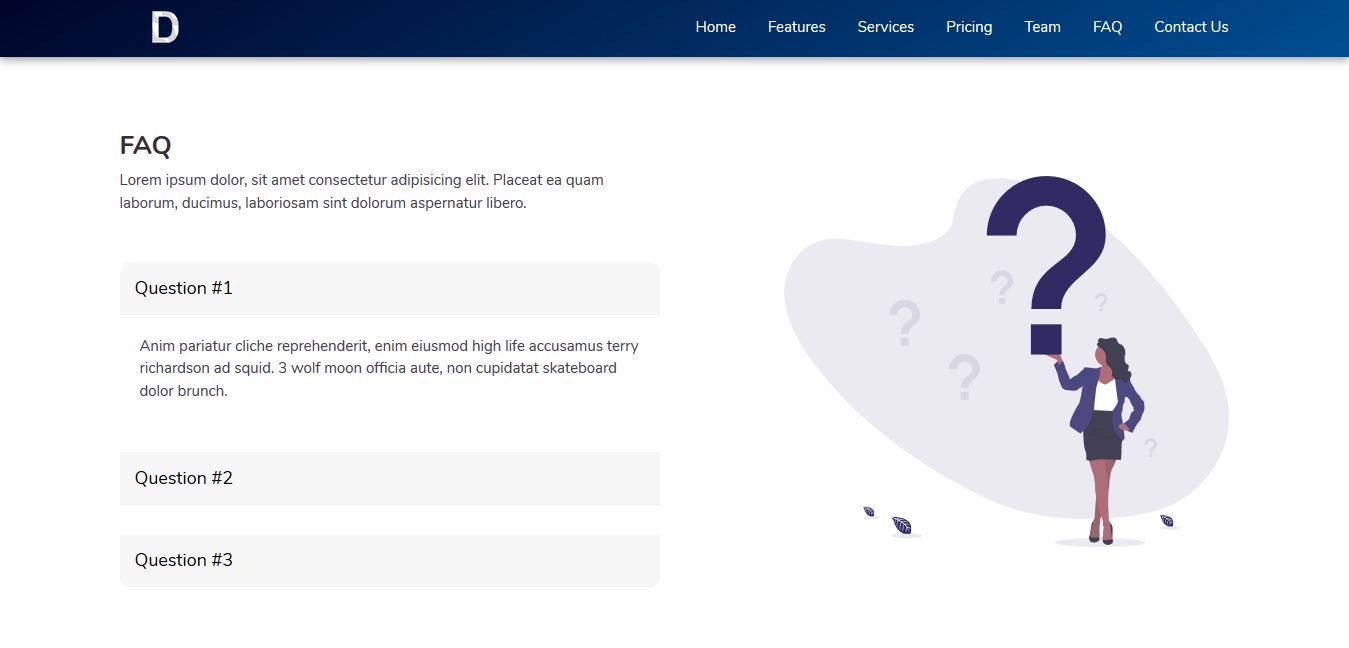 D
Home Features Services Pricing Team FAQ Contact Us
FAQ
Lorem ipsum dolor, sit amet consectetur adipisicing elit. Placeat ea quam
laborum, ducimus, laboriosam sint dolorum aspernatur libero.
Question #1
Anim pariatur cliche reprehenderit, enim eiusmod high life accusamus terry
richardson ad squid. 3 wolf moon officia aute, non cupidatat skateboard
dolor brunch.
Question #2
Question #3
?
?
?
?
?
?